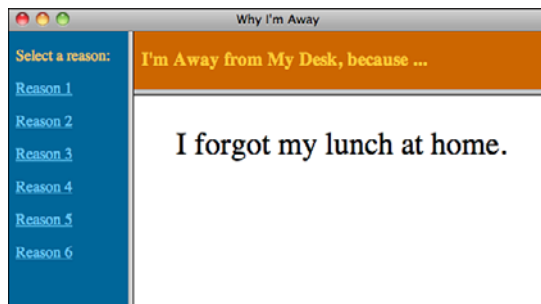 Why I'm Away
Select a reason:
Reason 1
Reason 2
Reason 3
Reason 4
Reason 5
Reason 6
I'm Away from My Desk, because ...
I forgot my lunch at home.